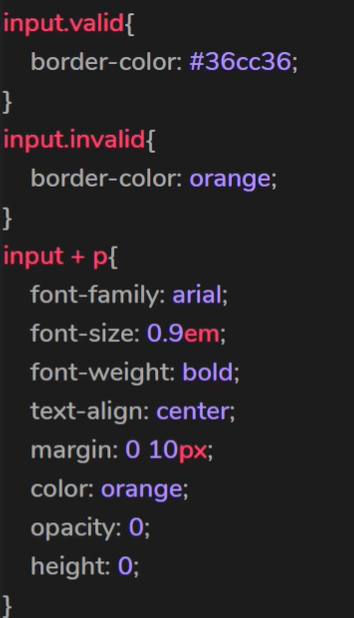 input.valid{
border-color: #36cc36;
}
input.invalid{
border-color: orange;
}
input + p{
font-family: arial;
font-size: 0.9em;
font-weight: bold;
text-align: center;
margin: 0 10px;
color: orange;
opacity: 0;
height: 0;
}